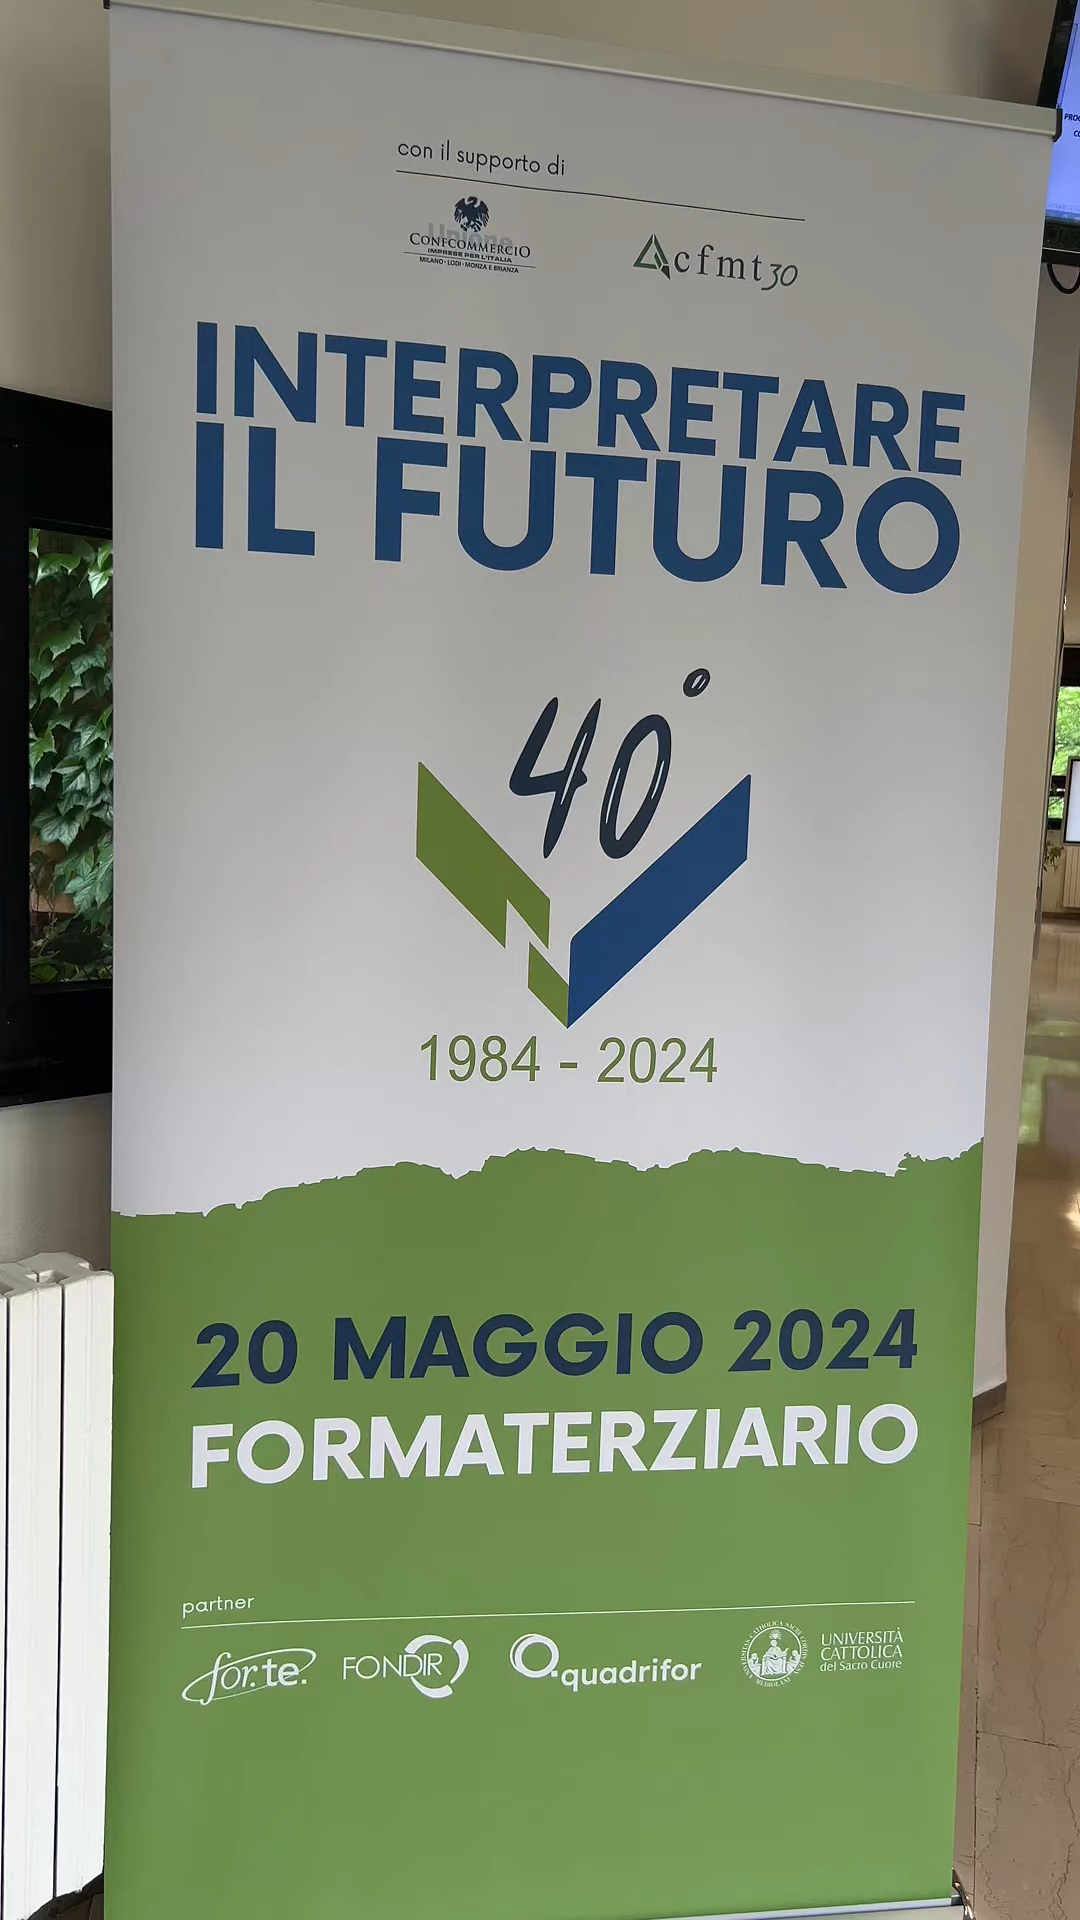 con il supporto di
Unione
CONFCOMMERCIO
IMPRESE PER L'ITALIA
MILANO • LODI • MONZA E BRIANZA
cfmt30
INTERPRETARE
IL FUTURO
40°
1984 - 2024
20 MAGGIO 2024
FORMATERZIARIO
partner
for.te.
FONDIR
quadrifor
UNIVERSITÀ
CATTOLICA
del Sacro Cuore